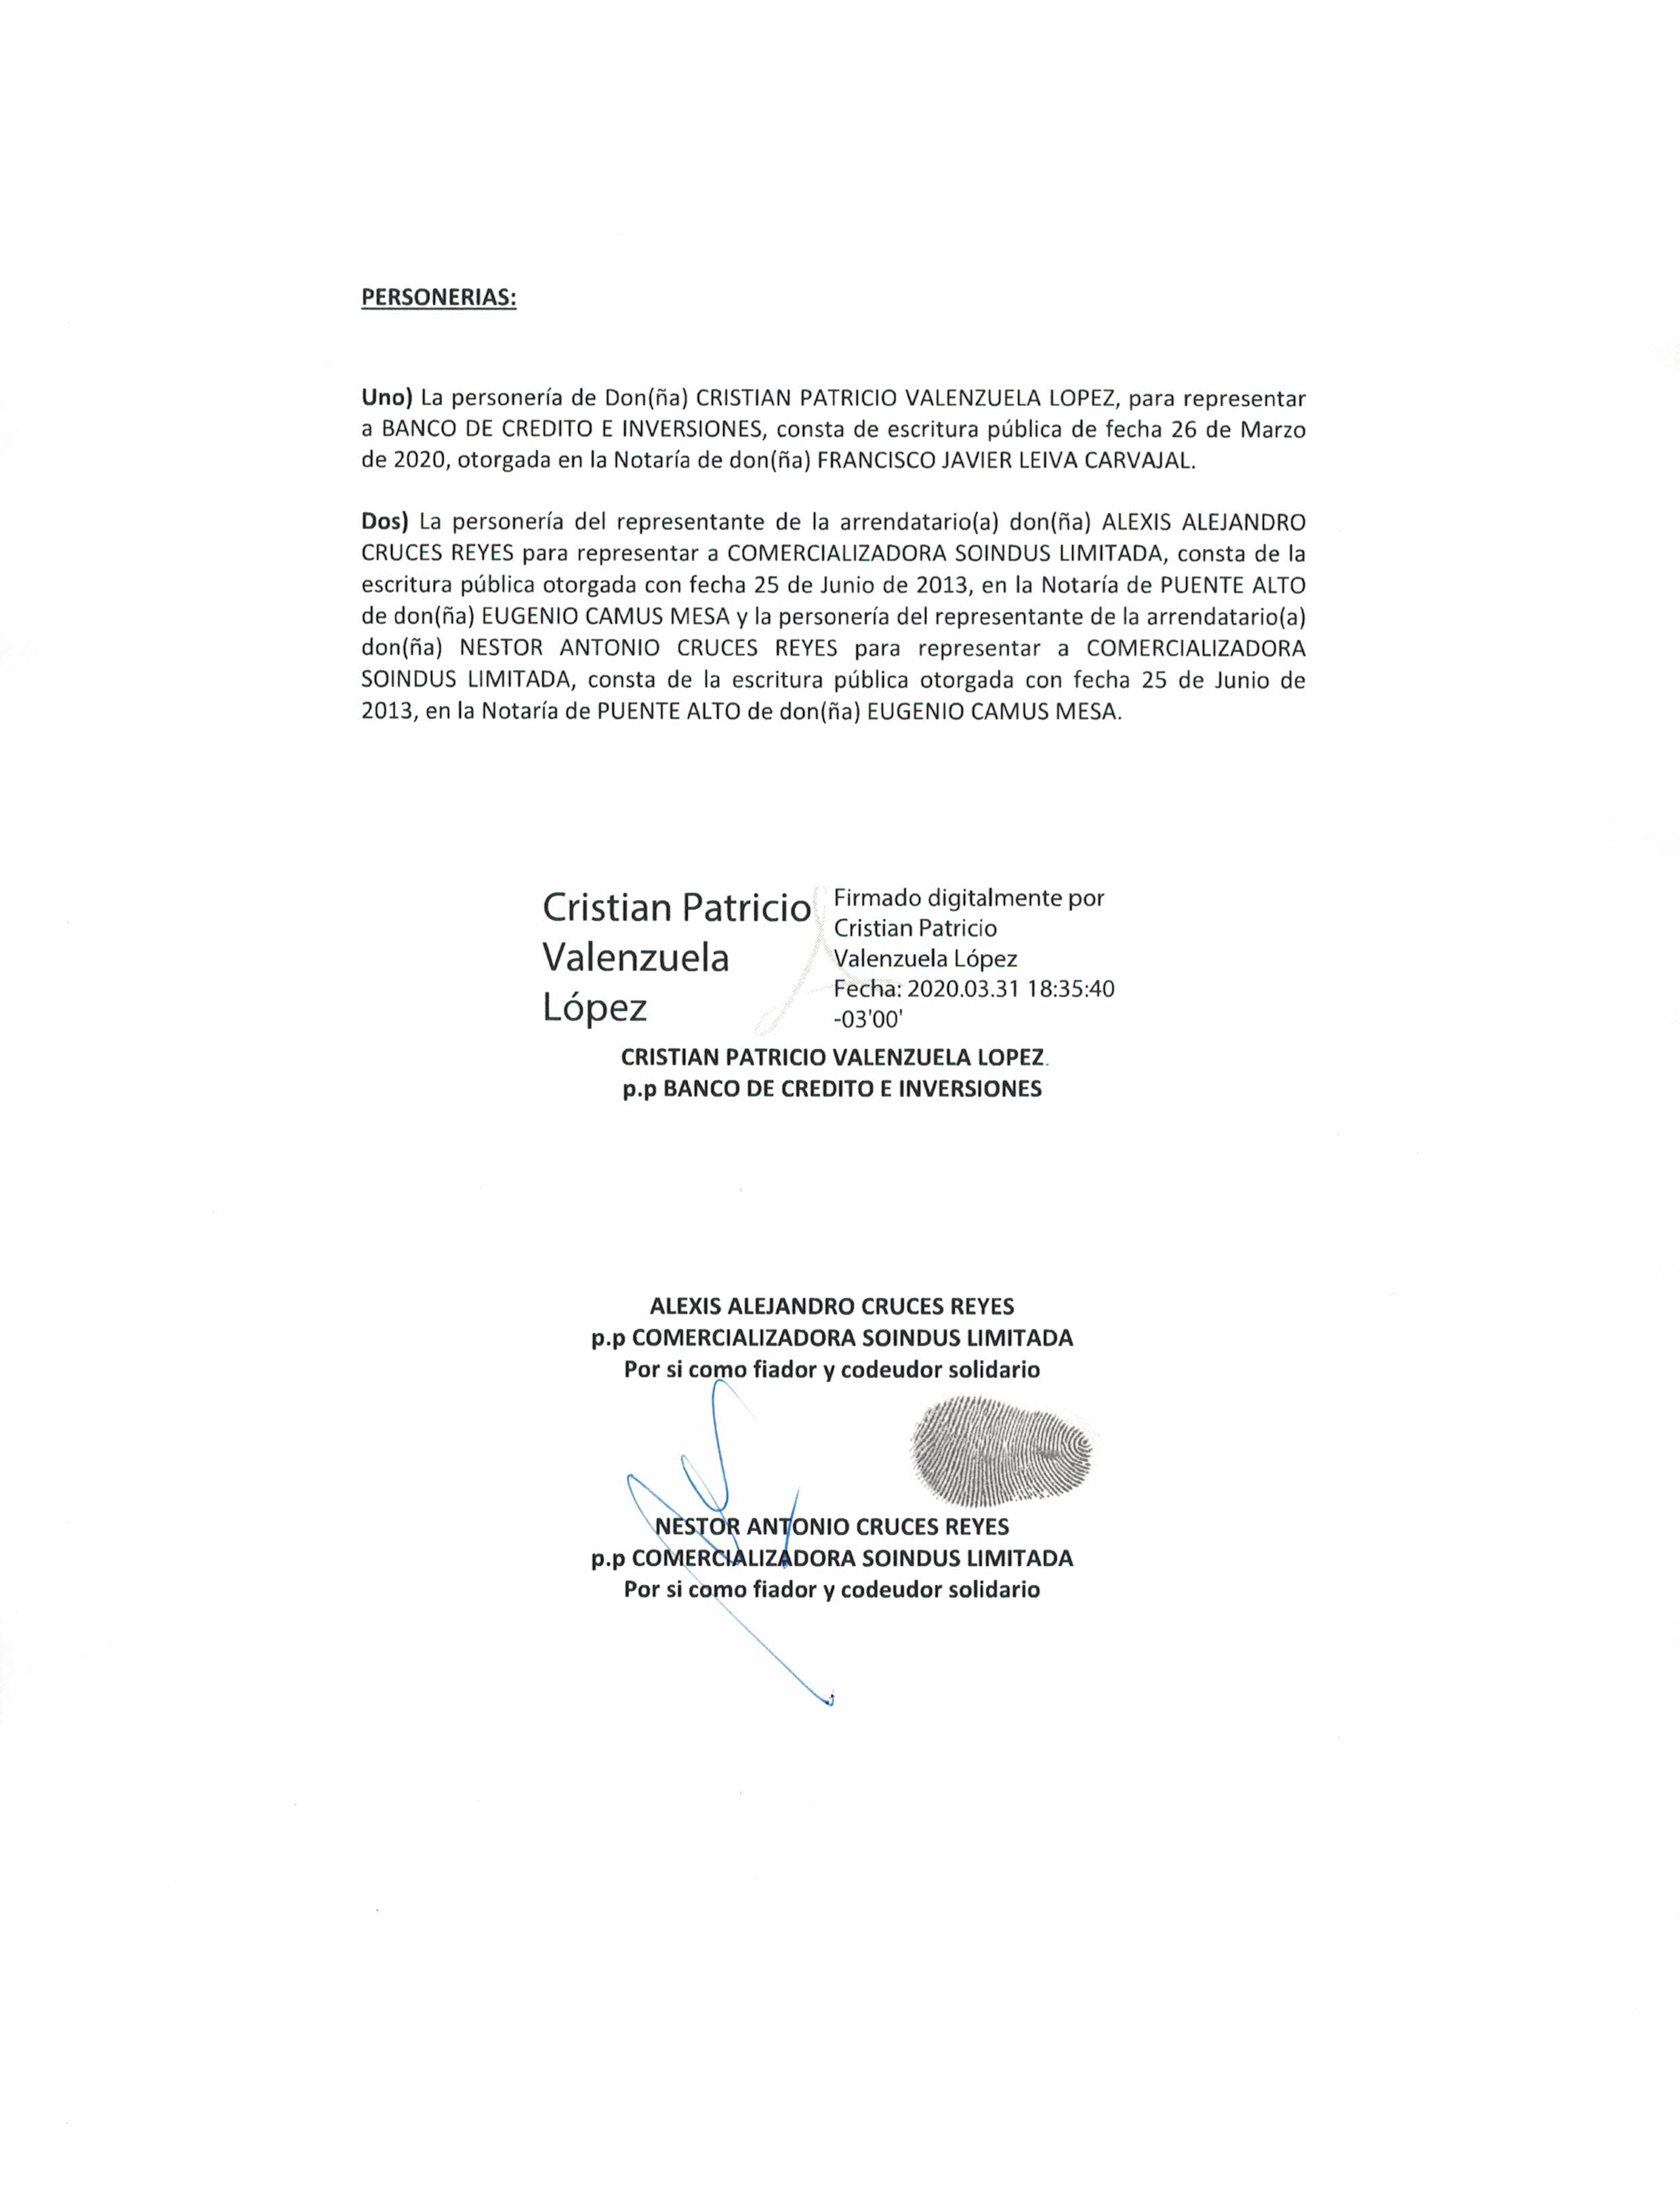 PERSONERIAS:
Uno) La personería de Don(ña) CRISTIAN PATRICIO VALENZUELA LOPEZ, para representar
a BANCO DE CREDITO E INVERSIONES, consta de escritura pública de fecha 26 de Marzo
de 2020, otorgada en la Notaría de don(ña) FRANCISCO JAVIER LEIVA CARVAJAL.
Dos) La personería del representante de la arrendatario(a) don(ña) ALEXIS ALEJANDRO
CRUCES REYES para representar a COMERCIALIZADORA SOINDUS LIMITADA, consta de la
escritura pública otorgada con fecha 25 de Junio de 2013, en la Notaría de PUENTE ALTO
de don(ña) EUGENIO CAMUS MESA y la personería del representante de la arrendatario(a)
don(ña) NESTOR ANTONIO CRUCES REYES para representar a COMERCIALIZADORA
SOINDUS LIMITADA, consta de la escritura pública otorgada con fecha 25 de Junio de
2013, en la Notaría de PUENTE ALTO de don(ña) EUGENIO CAMUS MESA.
Cristian Patricio
Valenzuela
López
Firmado digitalmente por
Cristian Patricio
Valenzuela López
Fecha: 2020.03.31 18:35:40
-03'00'
CRISTIAN PATRICIO VALENZUELA LOPEZ
p.p BANCO DE CREDITO E INVERSIONES
ALEXIS ALEJANDRO CRUCES REYES
p.p COMERCIALIZADORA SOINDUS LIMITADA
Por si como fiador y codeudor solidario
NESTOR ANTONIO CRUCES REYES
p.p COMERCIALIZADORA SOINDUS LIMITADA
Por si como fiador y codeudor solidario